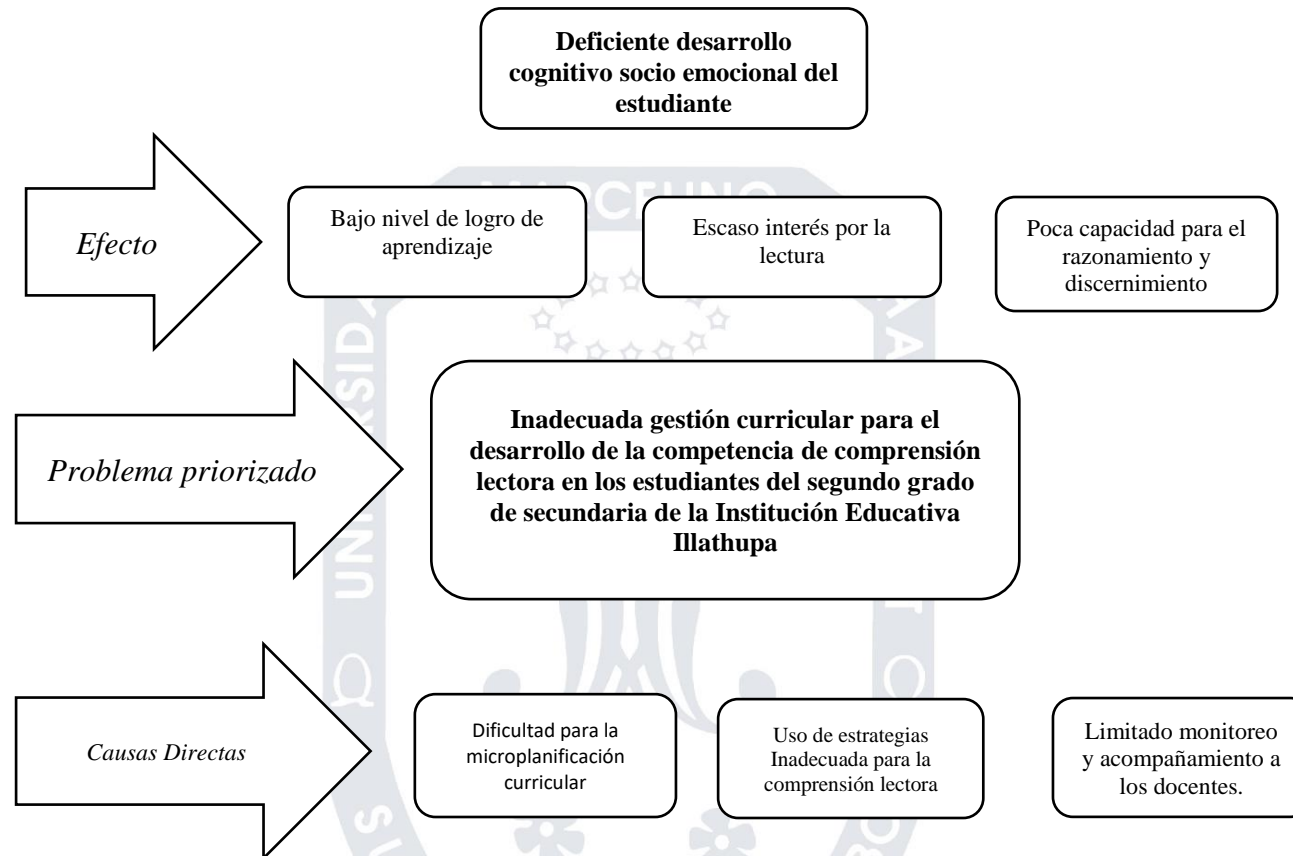 Deficiente desarrollo
cognitivo socio emocional del
estudiante
Efecto
Bajo nivel de logro de
aprendizaje
Escaso interés por la
lectura
Poca capacidad para el
razonamiento y
discernimiento
Problema priorizado
Inadecuada gestión curricular para el
desarrollo de la competencia de comprensión
lectora en los estudiantes del segundo grado
de secundaria de la Institución Educativa
Illathupa
Causas Directas
Dificultad para la
microplanificación
curricular
Uso de estrategias
Inadecuada para la
comprensión lectora
Limitado monitoreo
y acompañamiento a
los docentes.